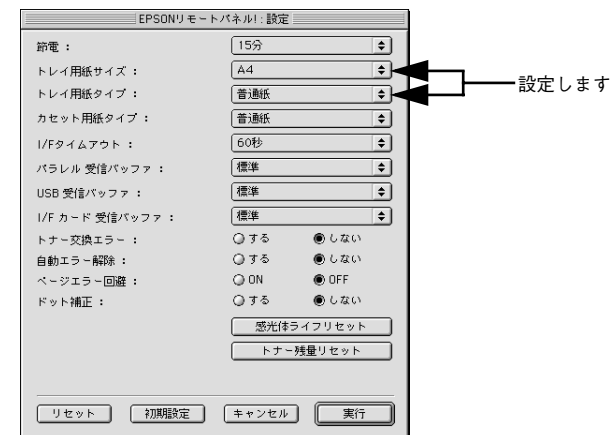 EPSONリモートパネル!:設定
節電: 15分
トレイ用紙サイズ: A4
トレイ用紙タイプ: 普通紙
設定します
カセット用紙タイプ: 普通紙
I/Fタイムアウト: 60秒
パラレル 受信バッファ: 標準
USB 受信バッファ: 標準
I/F カード 受信バッファ: 標準
トナー交換エラー: する しない
自動エラー解除: する しない
ページエラー回避: ON OFF
ドット補正: する しない
感光体ライフリセット
トナー残量リセット
リセット 初期設定 キャンセル 実行